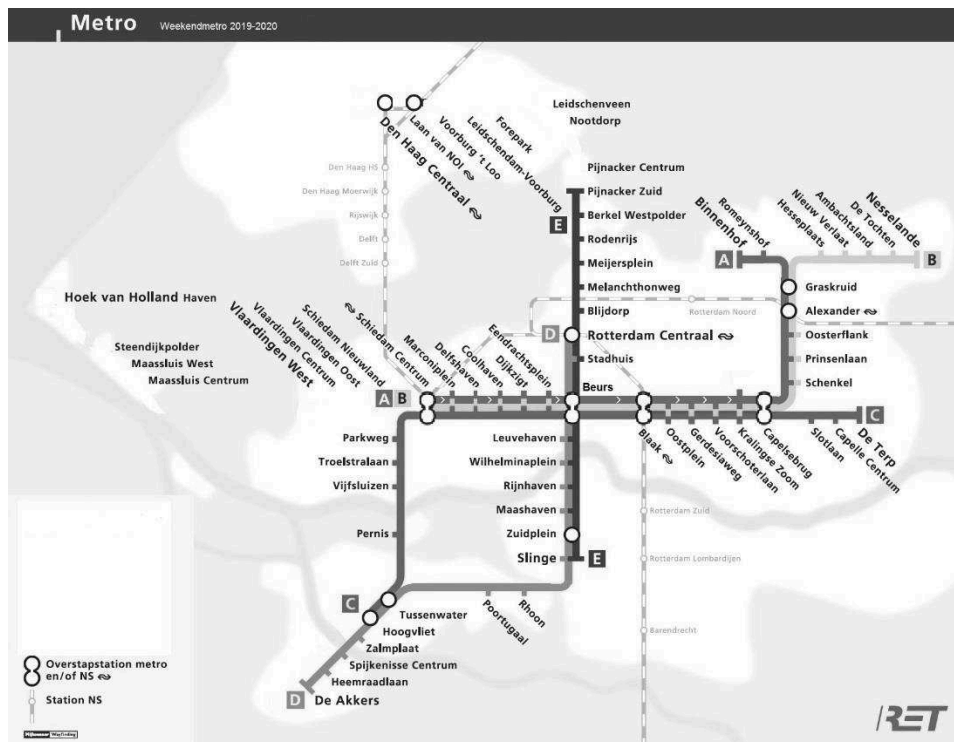 Metro
Weekendmetro 2019-2020
Leidschenveen
Nootdorp
Forepark
Leidschendam-Voorburg
Voorburg 't Loo
Laan van NOI
Den Haag Centraal
Den Haag HS
Den Haag Moerwijk
Rijswijk
Delft
Delft Zuid
Pijnacker Centrum
Pijnacker Zuid
E
Berkel Westpolder
Rodenrijs
Meijersplein
Melanchthonweg
Blijdorp
D
Rotterdam Centraal
Stadhuis
Beurs
Rotterdam Noord
Romeynshof
Binnenhof
A
Hesseplaats
Nieuw Verlaat
Ambachtsland
De Tochten
Nesselande
B
Graskruid
Alexander
Oosterflank
Prinsenlaan
Schenkel
Hoek van Holland Haven
Steendijkpolder
Maassluis West
Maassluis Centrum
Vlaardingen West
Vlaardingen Centrum
Vlaardingen Oost
Schiedam Nieuwland
Schiedam Centrum
A B
Marconiplein
Delfshaven
Coolhaven
Dijkzigt
Eendrachtsplein
Blaak
Oostplein
Gerdesiaweg
Voorschoterlaan
Kralingse Zoom
Capelsebrug
Slotlaan
Capelle Centrum
De Terp
C
Parkweg
Troelstralaan
Vijfsluizen
Pernis
Leuvehaven
Wilhelminaplein
Rijnhaven
Maashaven
Zuidplein
Slinge
E
Rotterdam Zuid
Rotterdam Lombardijen
Barendrecht
C
Tussenwater
Hoogvliet
Zalmplaat
Spijkenisse Centrum
Heemraadlaan
D
De Akkers
Poortugaal
Rhoon
Overstapstation metro
en/of NS
Station NS
RET